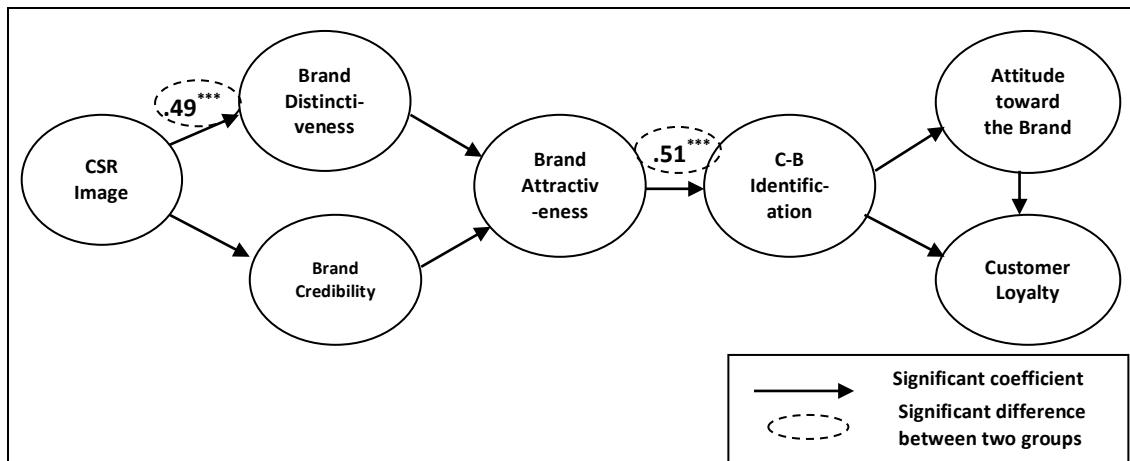 CSR
Image
.49***
Brand
Distincti-
veness
Brand
Credibility
Brand
Attractiv
-eness
.51***
C-B
Identific-
ation
Attitude
toward
the Brand
Customer
Loyalty
Significant coefficient
Significant difference
between two groups